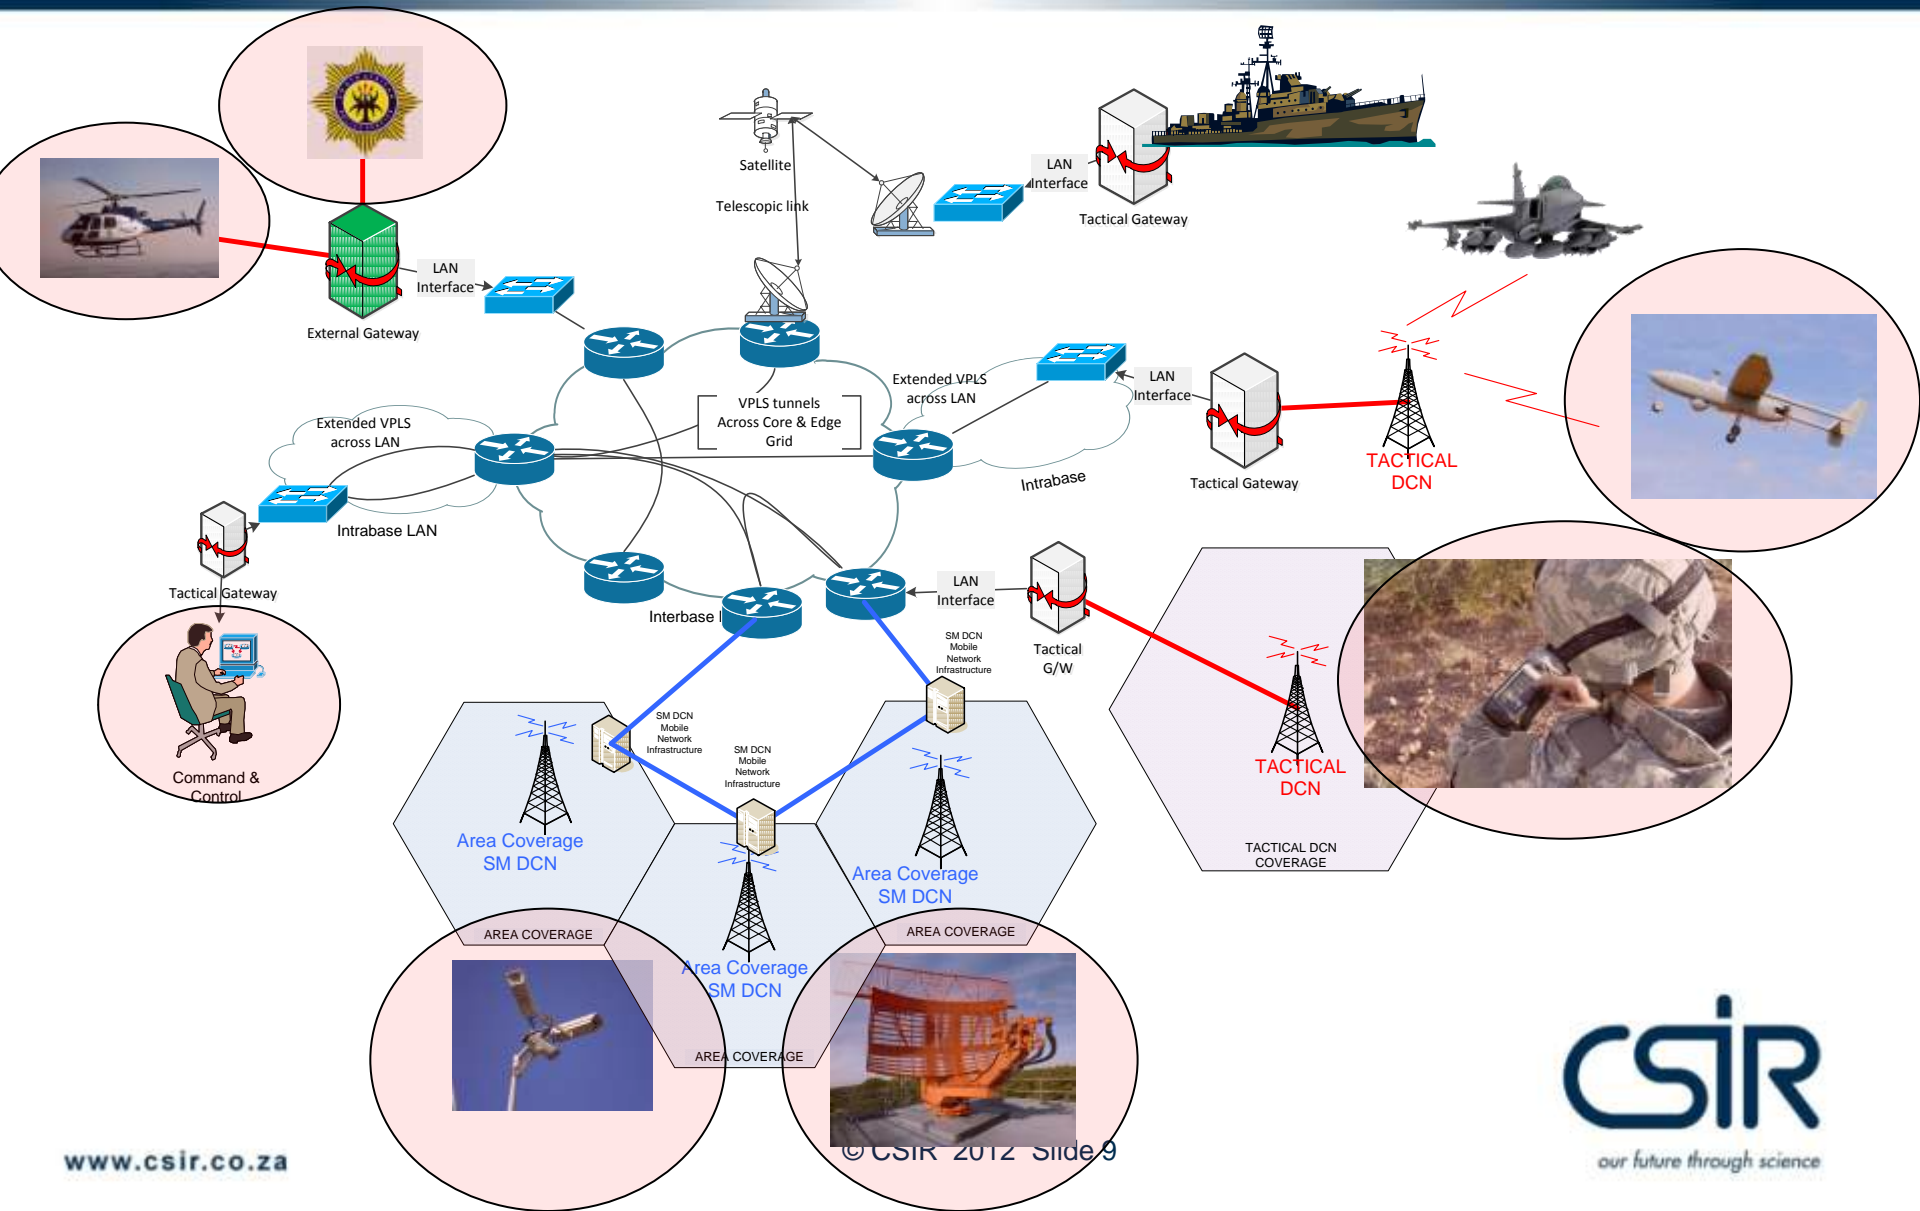 Satellite
Telescopic link
LAN
Interface
Tactical Gateway
LAN
Interface
External Gateway
Extended VPLS
across LAN
VPLS tunnels
Across Core & Edge
Grid
Extended VPLS
across LAN
LAN
Interface
Intrabase
Tactical Gateway
TACTICAL
DCN
Intrabase LAN
Tactical Gateway
Command &
Control
Interbase
LAN
Interface
Tactical
G/W
SM DCN
Mobile
Network
Infrastructure
SM DCN
Mobile
Network
Infrastructure
SM DCN
Mobile
Network
Infrastructure
Area Coverage
SM DCN
Area Coverage
SM DCN
Area Coverage
SM DCN
AREA COVERAGE
AREA COVERAGE
AREA COVERAGE
TACTICAL
DCN
TACTICAL DCN
COVERAGE
www.csir.co.za
© CSIR 2012 Slide 9
CSIR
our future through science